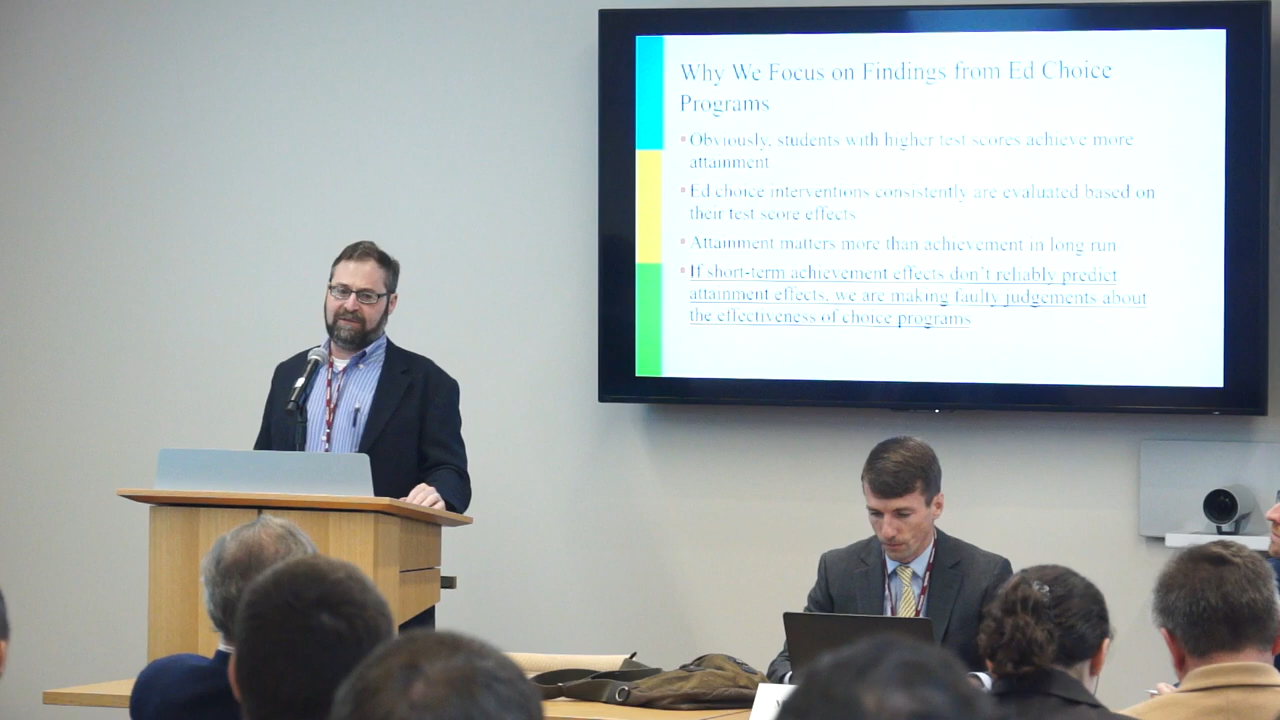 Why We Focus on Findings from Ed Choice
Programs
Obviously, students with higher test scores achieve more
attainment
Ed choice interventions consistently are evaluated based on
their test score effects
Attainment matters more than achievement in long run
If short-term achievement effects don't reliably predict
attainment effects, we are making faulty judgements about
the effectiveness of choice programs